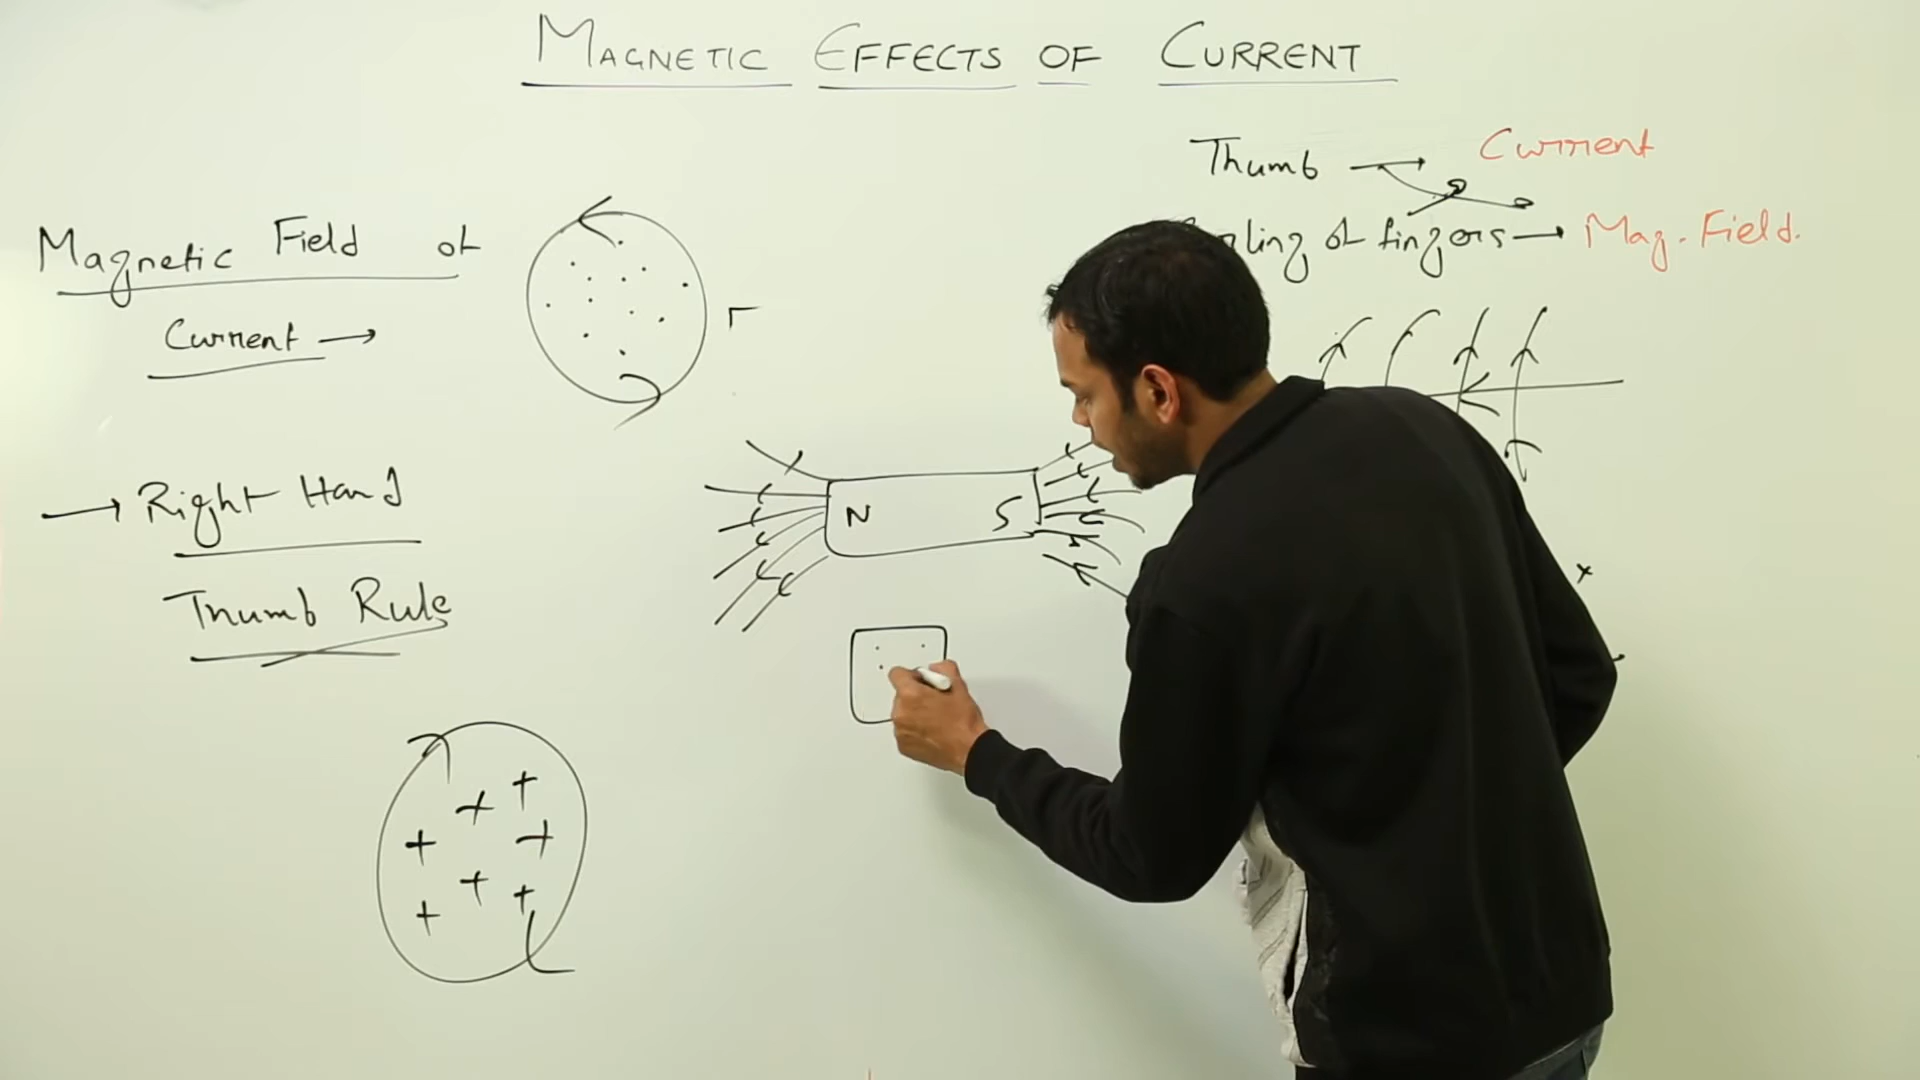 MAGNETIC EFFECTS OF CURRENT
Thumb → Current
ling of fingers → Mag. Field.
Magnetic Field of
Current →
→ Right Hand
Thumb Rule
N S